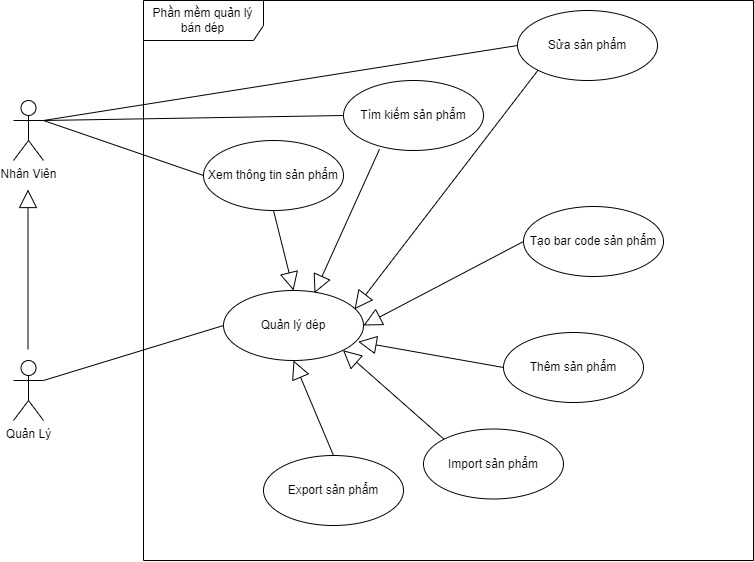 Phần mềm quản lý
bán dép
Sửa sản phẩm
Tìm kiếm sản phẩm
Nhân Viên
Xem thông tin sản phẩm
Tạo bar code sản phẩm
Quản lý dép
Thêm sản phẩm
Quản Lý
Import sản phẩm
Export sản phẩm